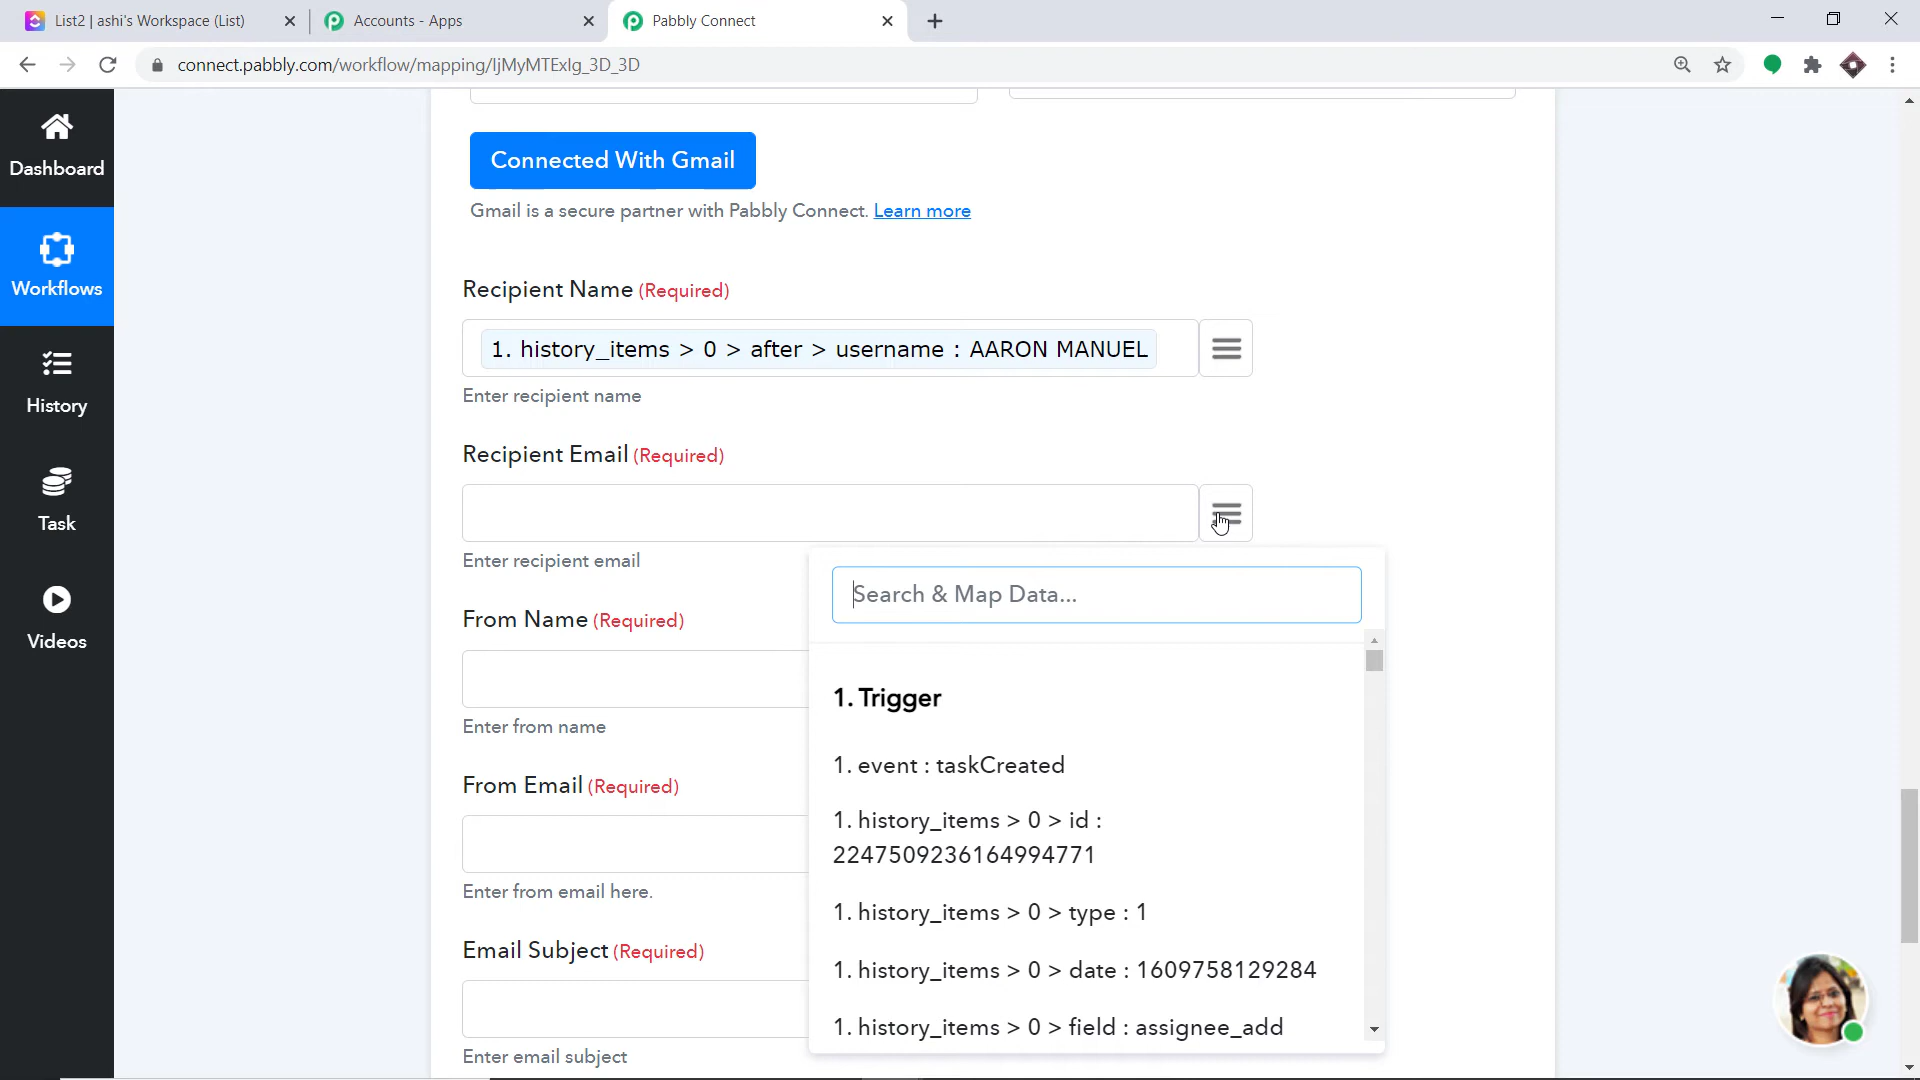 List2 | ashi's Workspace (List)
Accounts - Apps
Pabbly Connect
connect.pabbly.com/workflow/mapping/IjMyMTExIg_3D_3D
Dashboard
Workflows
History
Task
Videos
Connected With Gmail
Gmail is a secure partner with Pabbly Connect. Learn more
Recipient Name (Required)
1. history_items > 0 > after > username : AARON MANUEL
Enter recipient name
Recipient Email (Required)
Enter recipient email
Search & Map Data...
1. Trigger
1. event : taskCreated
1. history_items > 0 > id :
2247509236164994771
1. history_items > 0 > type : 1
1. history_items > 0 > date : 1609758129284
1. history_items > 0 > field : assignee_add
From Name (Required)
Enter from name
From Email (Required)
Enter from email here.
Email Subject (Required)
Enter email subject